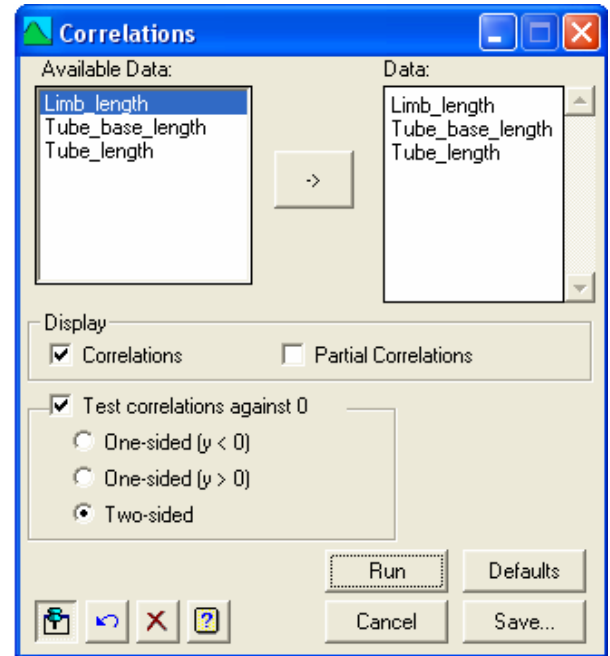 Correlations
Available Data:
Data:
Limb_length
Tube_base_length
Tube_length
->
Limb_length
Tube_base_length
Tube_length
Display
Correlations
Partial Correlations
Test correlations against 0
One-sided (y < 0)
One-sided (y > 0)
Two-sided
Run
Defaults
Cancel
Save...
?